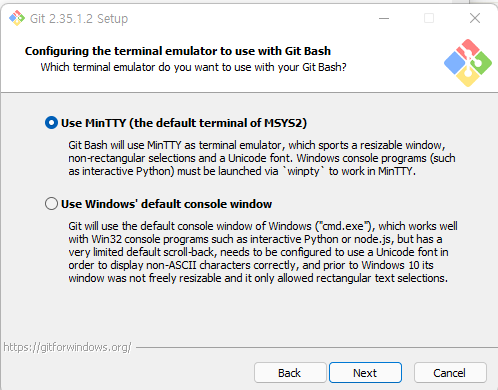 Git 2.35.1.2 Setup
Configuring the terminal emulator to use with Git Bash
Which terminal emulator do you want to use with your Git Bash?
Use MinTTY (the default terminal of MSYS2)
Git Bash will use MinTTY as terminal emulator, which sports a resizable window,
non-rectangular selections and a Unicode font. Windows console programs (such
as interactive Python) must be launched via `winpty` to work in MinTTY.
Use Windows' default console window
Git will use the default console window of Windows ("cmd.exe"), which works well
with Win32 console programs such as interactive Python or node.js, but has a
very limited default scroll-back, needs to be configured to use a Unicode font in
order to display non-ASCII characters correctly, and prior to Windows 10 its
window was not freely resizable and it only allowed rectangular text selections.
https://gitforwindows.org/
Back
Next
Cancel